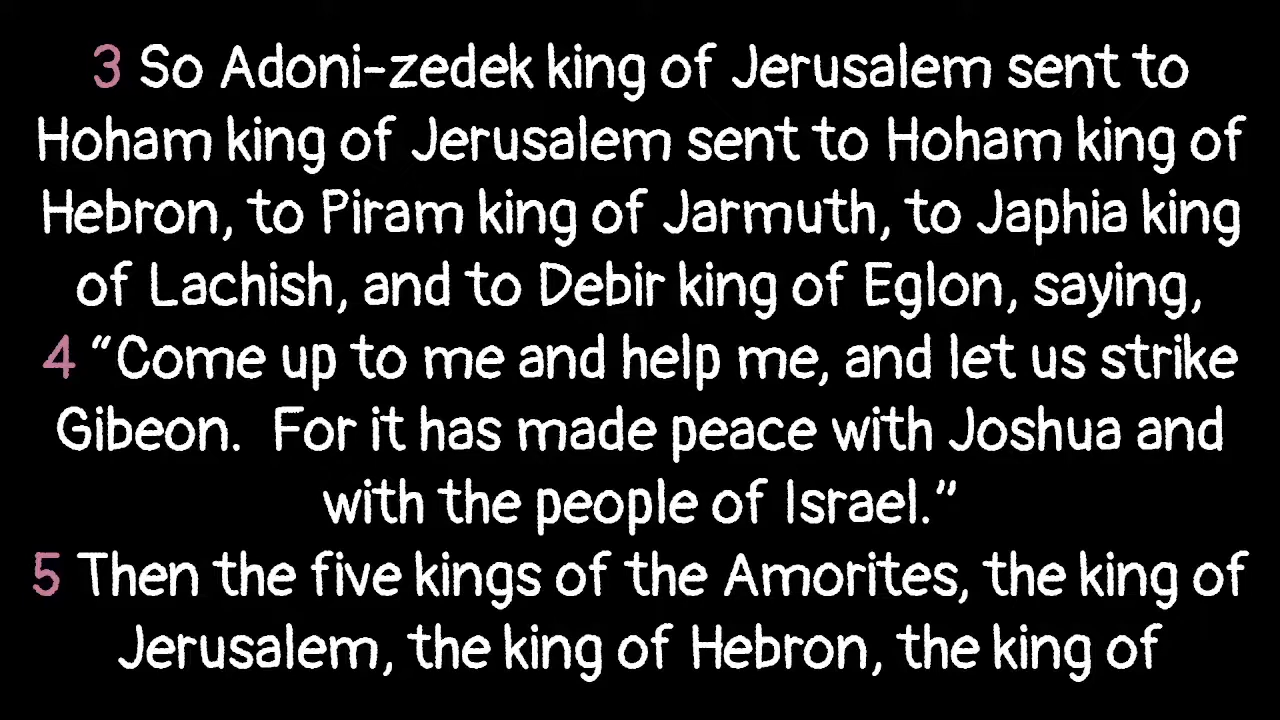 3 So Adoni-zedek king of Jerusalem sent to
Hoham king of Jerusalem sent to Hoham king of
Hebron, to Piram king of Jarmuth, to Japhia king
of Lachish, and to Debir king of Eglon, saying,
4 “Come up to me and help me, and let us strike
Gibeon.  For it has made peace with Joshua and
with the people of Israel.”
5 Then the five kings of the Amorites, the king of
Jerusalem, the king of Hebron, the king of